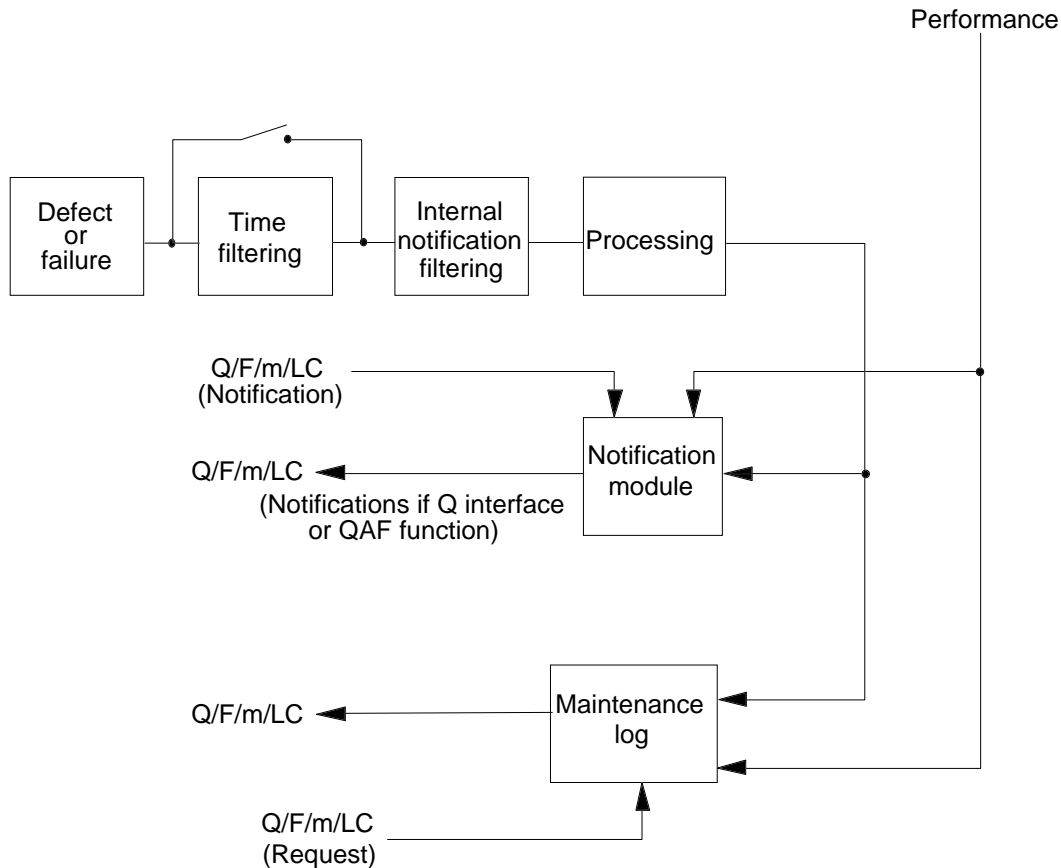 Performance
Defect
or
failure
Time
filtering
Internal
notification
filtering
Processing
Q/F/m/LC
(Notification)
Q/F/m/LC
(Notifications if Q interface
or QAF function)
Notification
module
Q/F/m/LC
Maintenance
log
Q/F/m/LC
(Request)